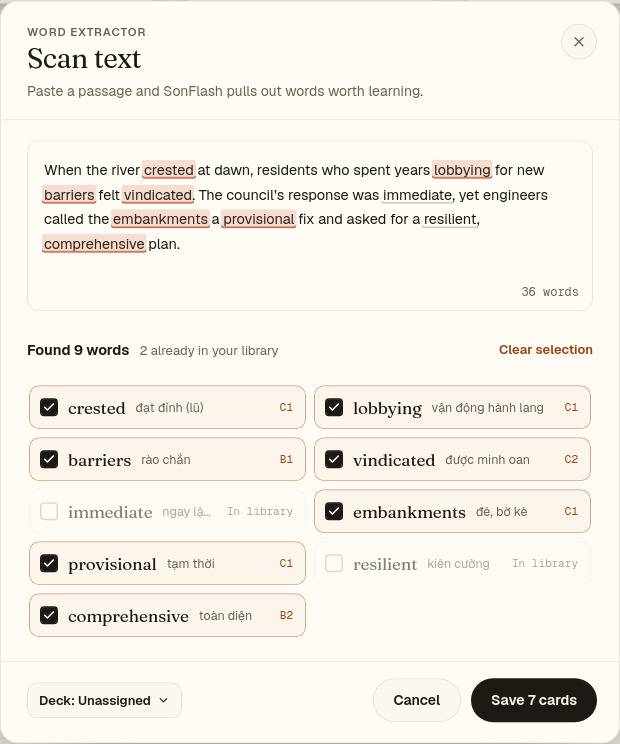 WORD EXTRACTOR
Scan text
Paste a passage and SonFlash pulls out words worth learning.
When the river crested at dawn, residents who spent years lobbying for new
barriers felt vindicated. The council's response was immediate, yet engineers
called the embankments a provisional fix and asked for a resilient,
comprehensive plan.
36 words
Found 9 words 2 already in your library Clear selection
crested đạt đỉnh (lũ) C1
lobbying vận động hành lang C1
barriers rào chắn B1
vindicated được minh oan C2
immediate ngay lậ... In library
embankments đê, bờ kè C1
provisional tạm thời C1
resilient kiên cường In library
comprehensive toàn diện B2
Deck: Unassigned Cancel Save 7 cards